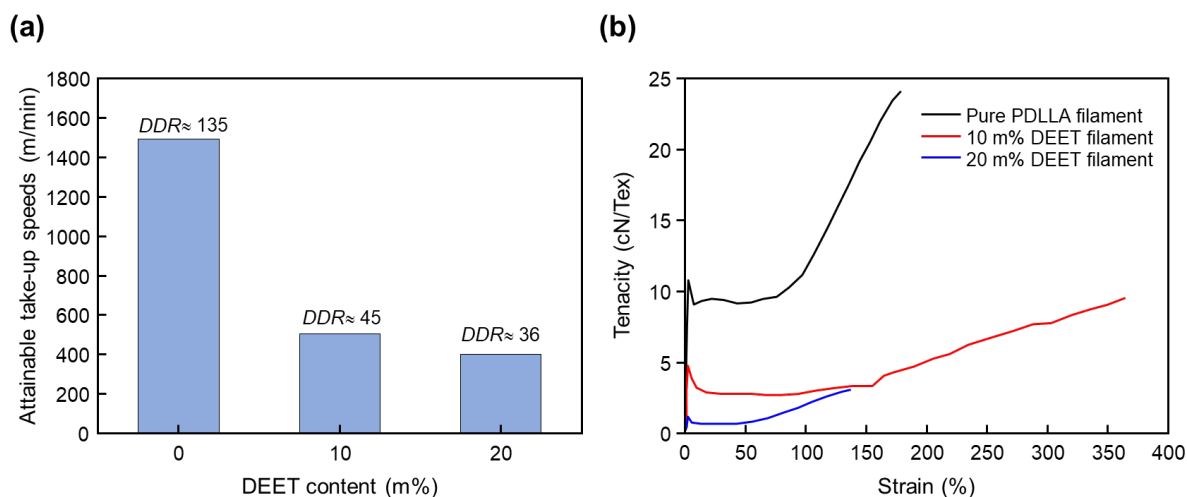 (a)
Attainable take-up speeds (m/min)
1800
1600
1400
1200
1000
800
600
400
200
0
DDR≈ 135
DDR≈ 45
DDR≈ 36
0 10 20
DEET content (m%)
(b)
Tenacity (cN/Tex)
25
20
15
10
5
0
Pure PDLLA filament
10 m% DEET filament
20 m% DEET filament
0 50 100 150 200 250 300 350 400
Strain (%)